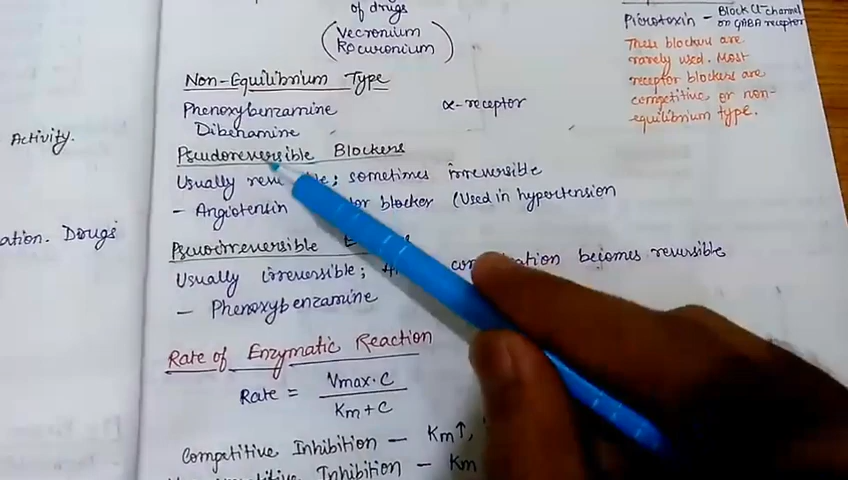 of drugs
(Vecronium
Rocuronium)
Picrotoxin - Block Cl⁻ channel
on GABA receptor
These blockers are
rarely used. Most
receptor blockers are
competitive or non-
equilibrium type.
Non-Equilibrium Type
Phenoxybenzamine α-receptor
Dibenamine
Activity.
Pseudoreversible Blockers
Usually ; sometimes irreversible
- Angiotensin blocker (Used in hypertension
ation. Drugs
Pseuoirreversible
Usually irreversible; becomes reversible
- Phenoxybenzamine
Rate of Enzymatic Reaction
Rate = Vmax·C
Km+C
Competitive Inhibition - Km↑,
Inhibition - Km